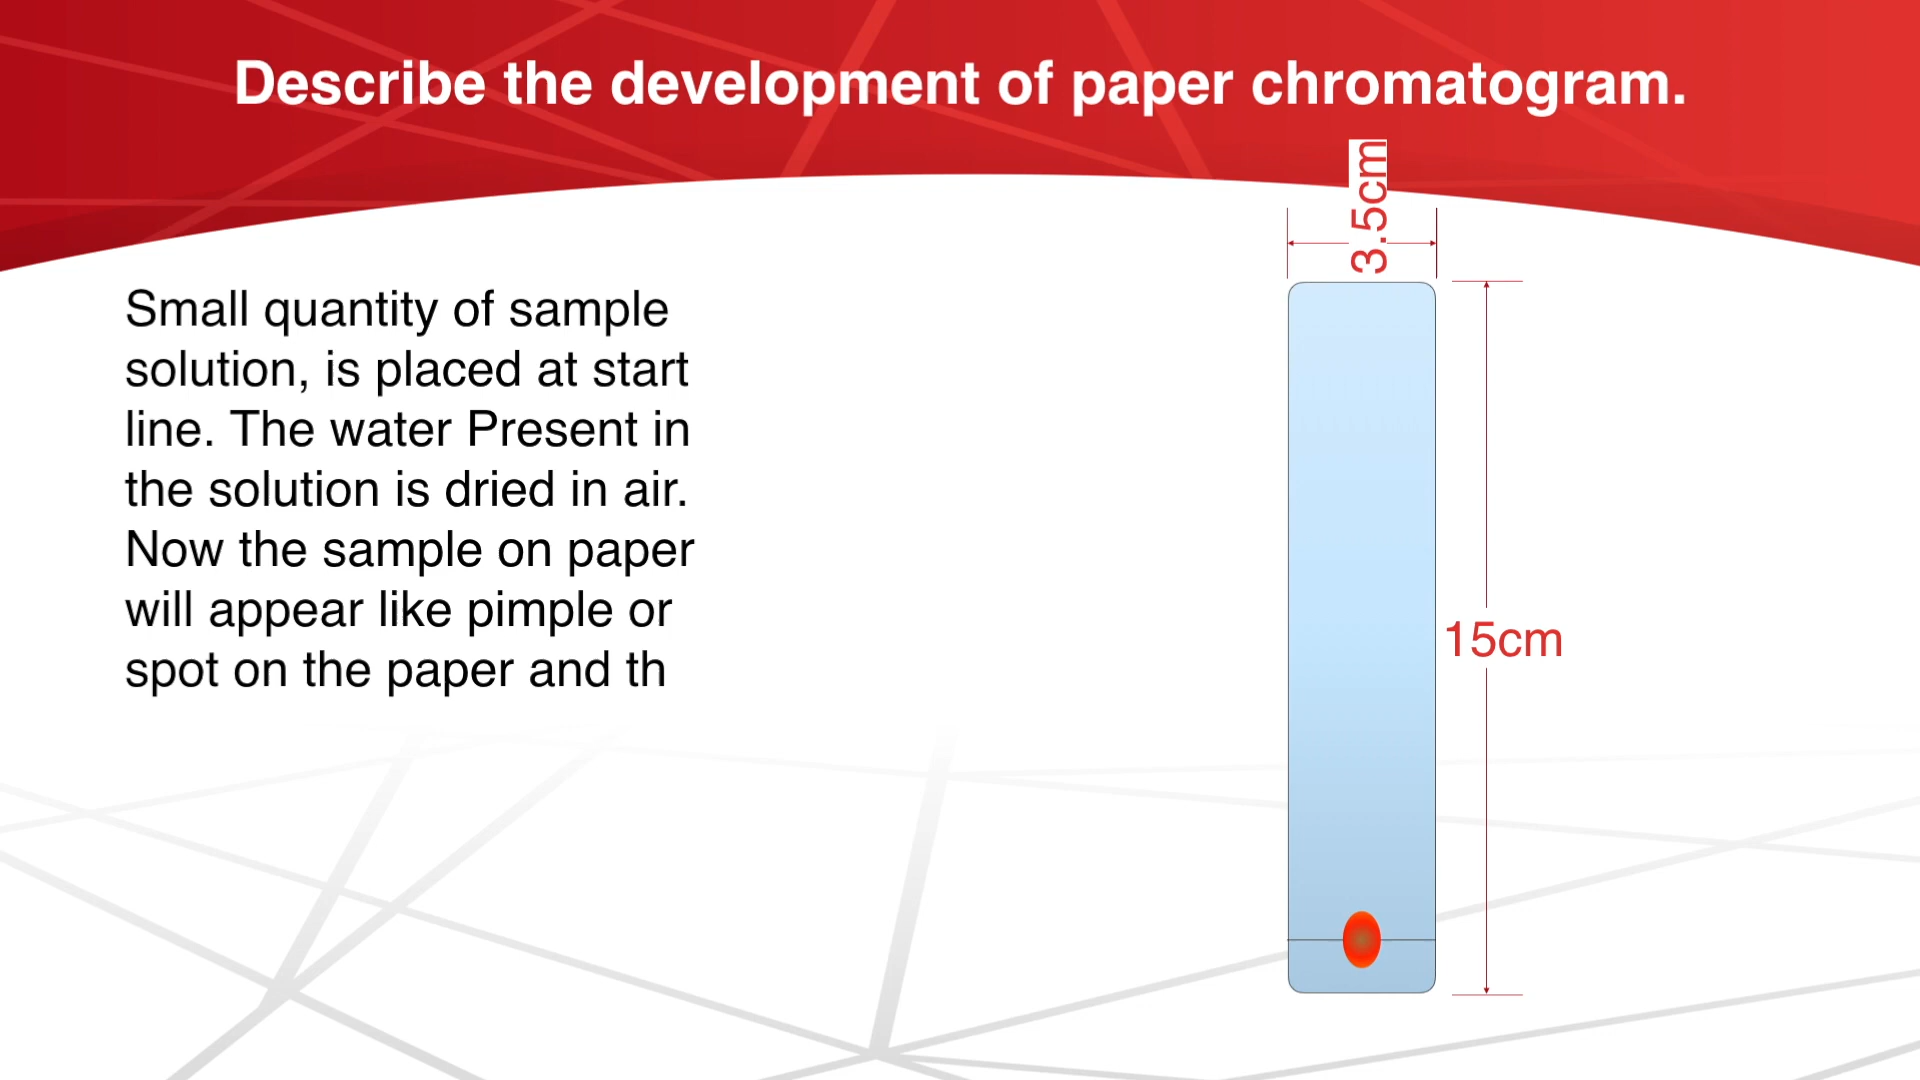 Describe the development of paper chromatogram.
3.5cm
Small quantity of sample
solution, is placed at start
line. The water Present in
the solution is dried in air.
Now the sample on paper
will appear like pimple or
spot on the paper and th
15cm